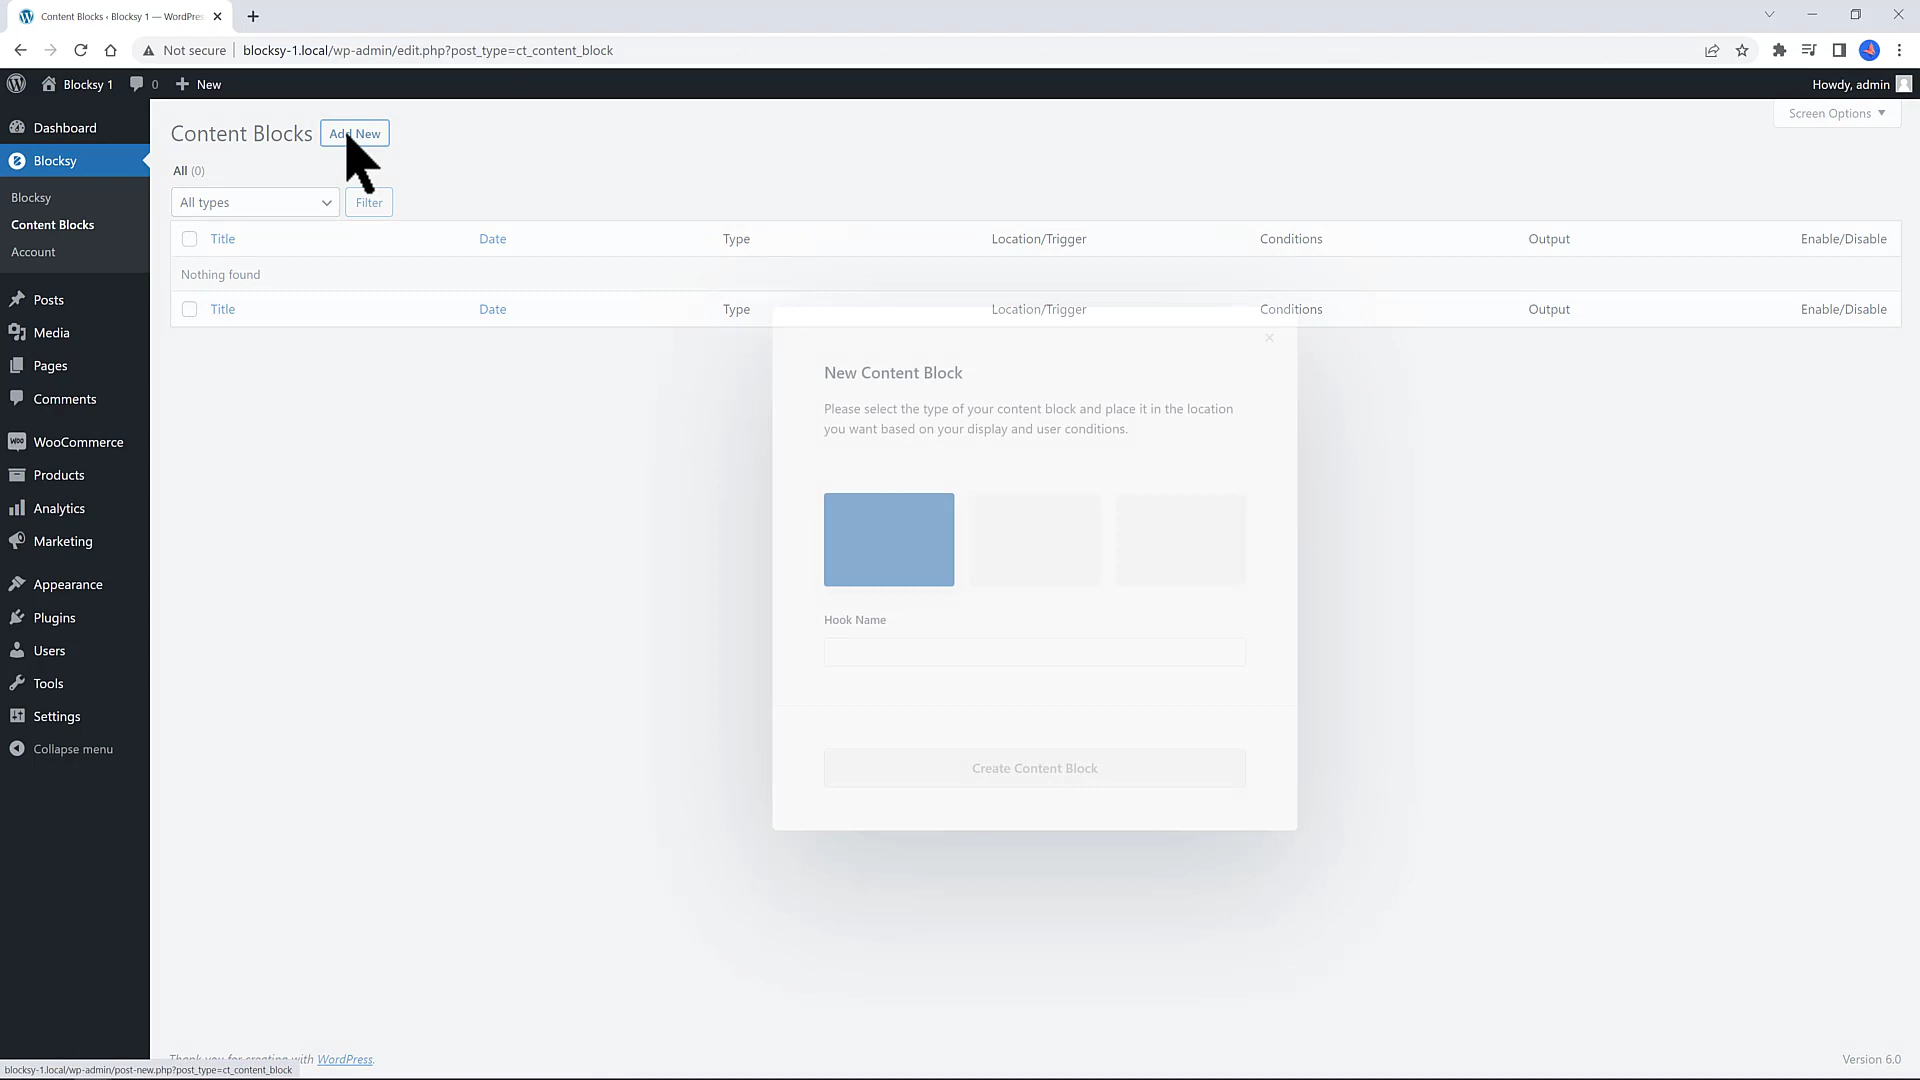 Content Blocks ‹ Blocksy 1 — WordPre
Not secure
blocksy-1.local/wp-admin/edit.php?post_type=ct_content_block
Blocksy 1
0
New
Howdy, admin
Dashboard
Blocksy
Blocksy
Content Blocks
Account
Posts
Media
Pages
Comments
WooCommerce
Products
Analytics
Marketing
Appearance
Plugins
Users
Tools
Settings
Collapse menu
Screen Options
Content Blocks
Add New
All (0)
All types
Filter
Title Date Type Location/Trigger Conditions Output Enable/Disable
Nothing found
Title Date Type Location/Trigger Conditions Output Enable/Disable
New Content Block
Please select the type of your content block and place it in the location
you want based on your display and user conditions.
Hook Name
Create Content Block
Thank you for creating with WordPress.
Version 6.0
blocksy-1.local/wp-admin/post-new.php?post_type=ct_content_block